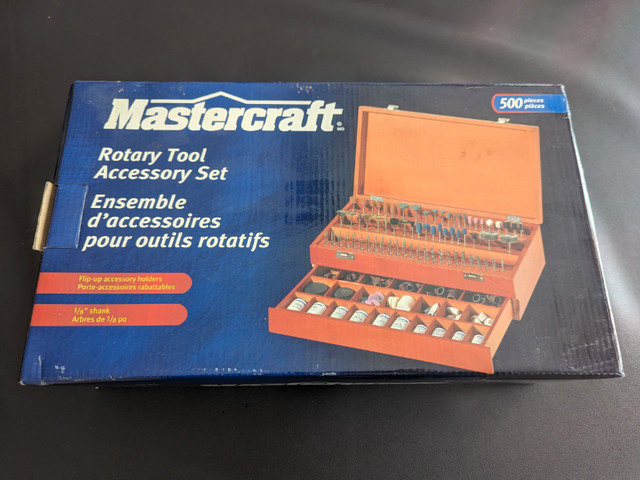 Mastercraft
500 pieces
pièces
Rotary Tool
Accessory Set
Ensemble
d'accessoires
pour outils rotatifs
Flip-up accessory holders
Porte-accessoires rabattables
1/8" shank
Arbres de 1/8 po